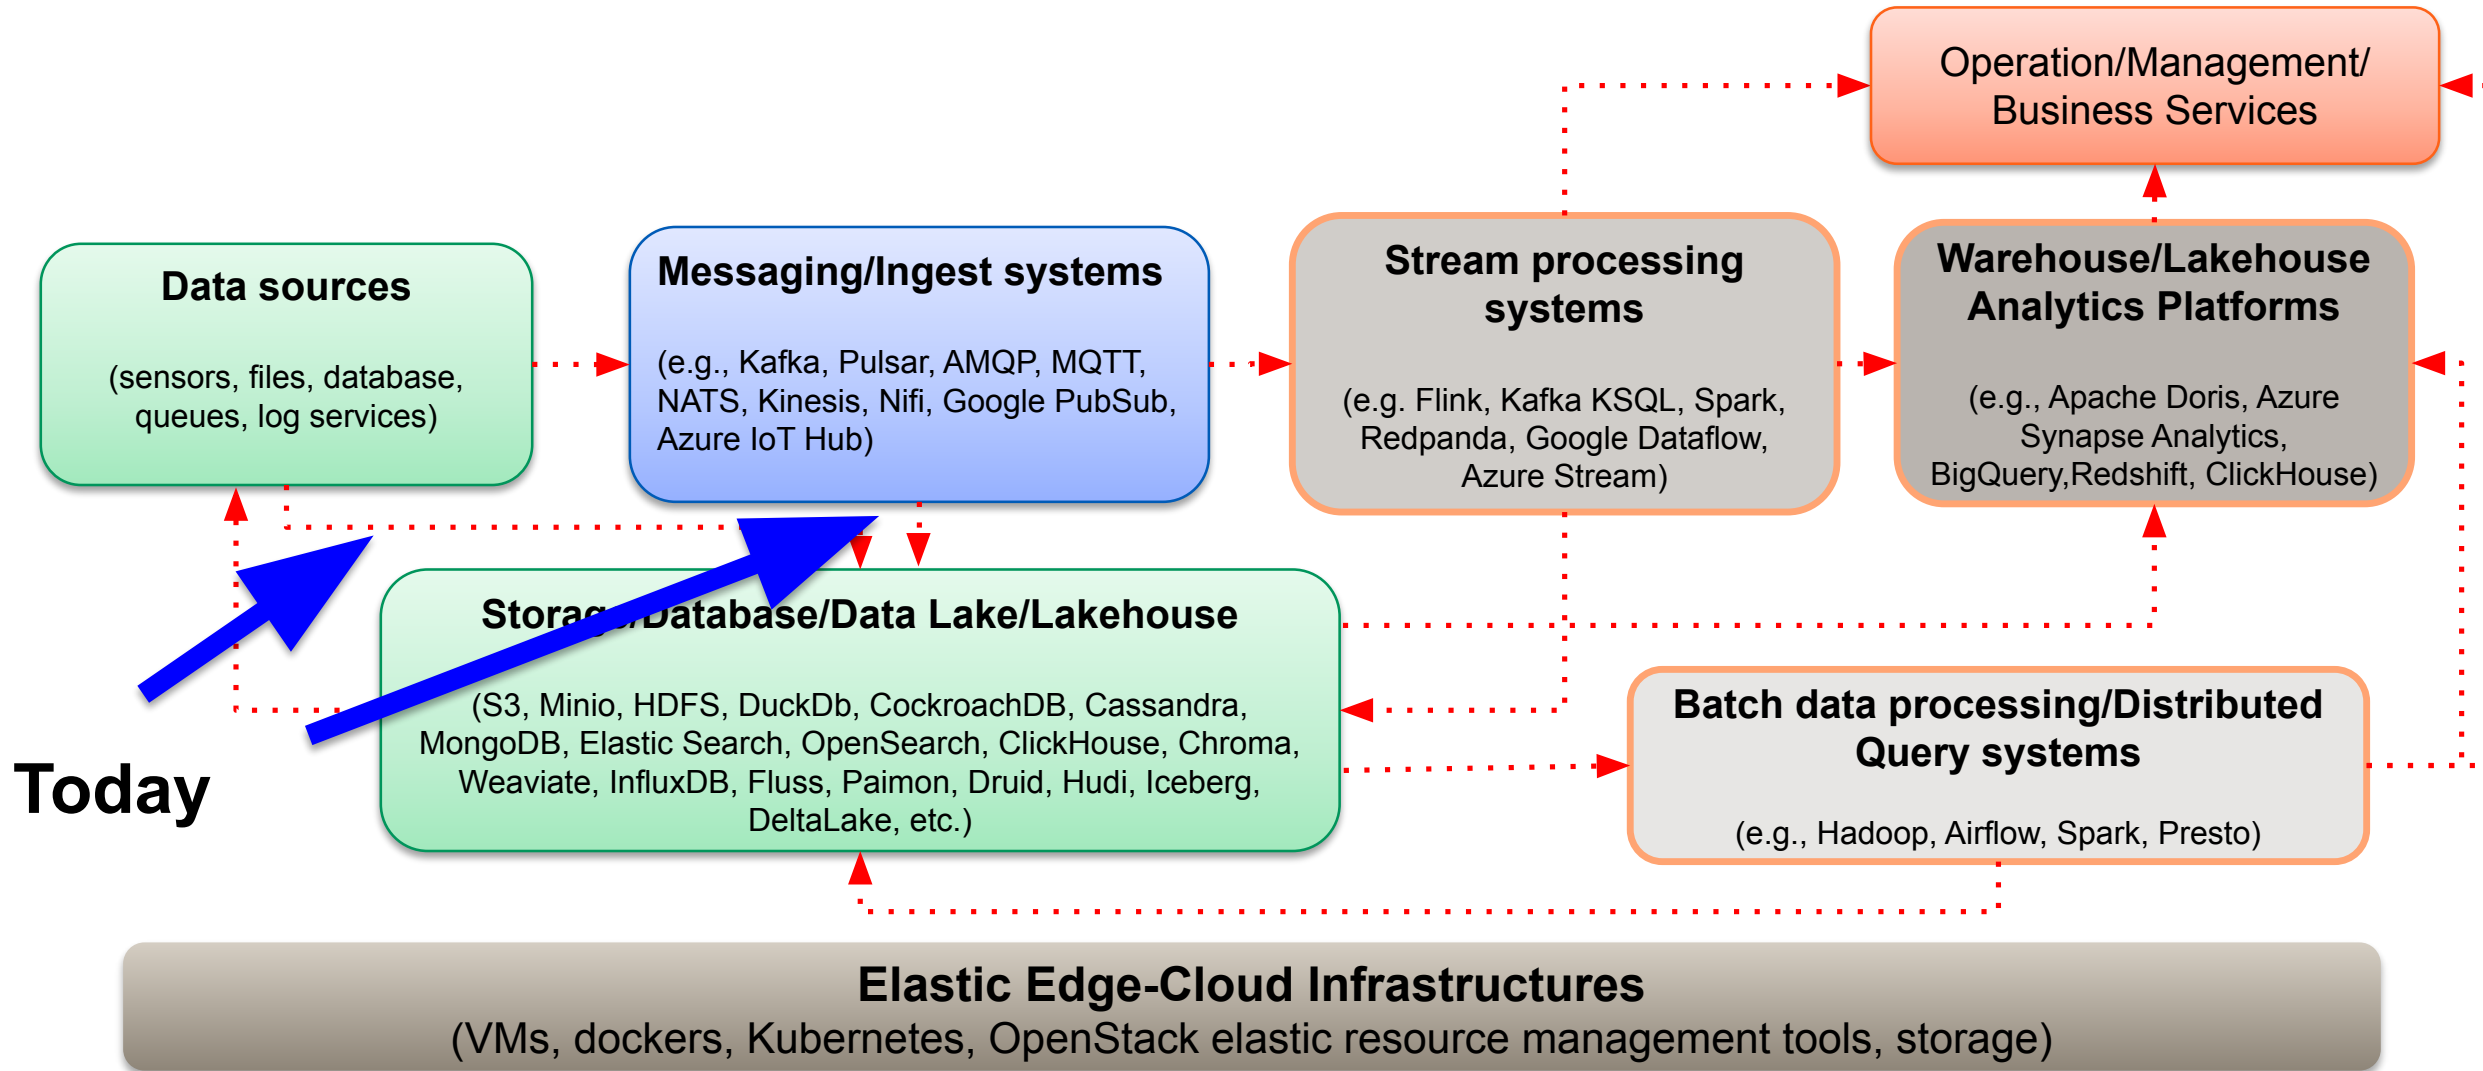 Operation/Management/
Business Services
Data sources
(sensors, files, database,
queues, log services)
Messaging/Ingest systems
(e.g., Kafka, Pulsar, AMQP, MQTT,
NATS, Kinesis, Nifi, Google PubSub,
Azure IoT Hub)
Stream processing
systems
(e.g. Flink, Kafka KSQL, Spark,
Redpanda, Google Dataflow,
Azure Stream)
Warehouse/Lakehouse
Analytics Platforms
(e.g., Apache Doris, Azure
Synapse Analytics,
BigQuery,Redshift, ClickHouse)
Storage/Database/Data Lake/Lakehouse
(S3, Minio, HDFS, DuckDb, CockroachDB, Cassandra,
MongoDB, Elastic Search, OpenSearch, ClickHouse, Chroma,
Weaviate, InfluxDB, Fluss, Paimon, Druid, Hudi, Iceberg,
DeltaLake, etc.)
Batch data processing/Distributed
Query systems
(e.g., Hadoop, Airflow, Spark, Presto)
Today
Elastic Edge-Cloud Infrastructures
(VMs, dockers, Kubernetes, OpenStack elastic resource management tools, storage)